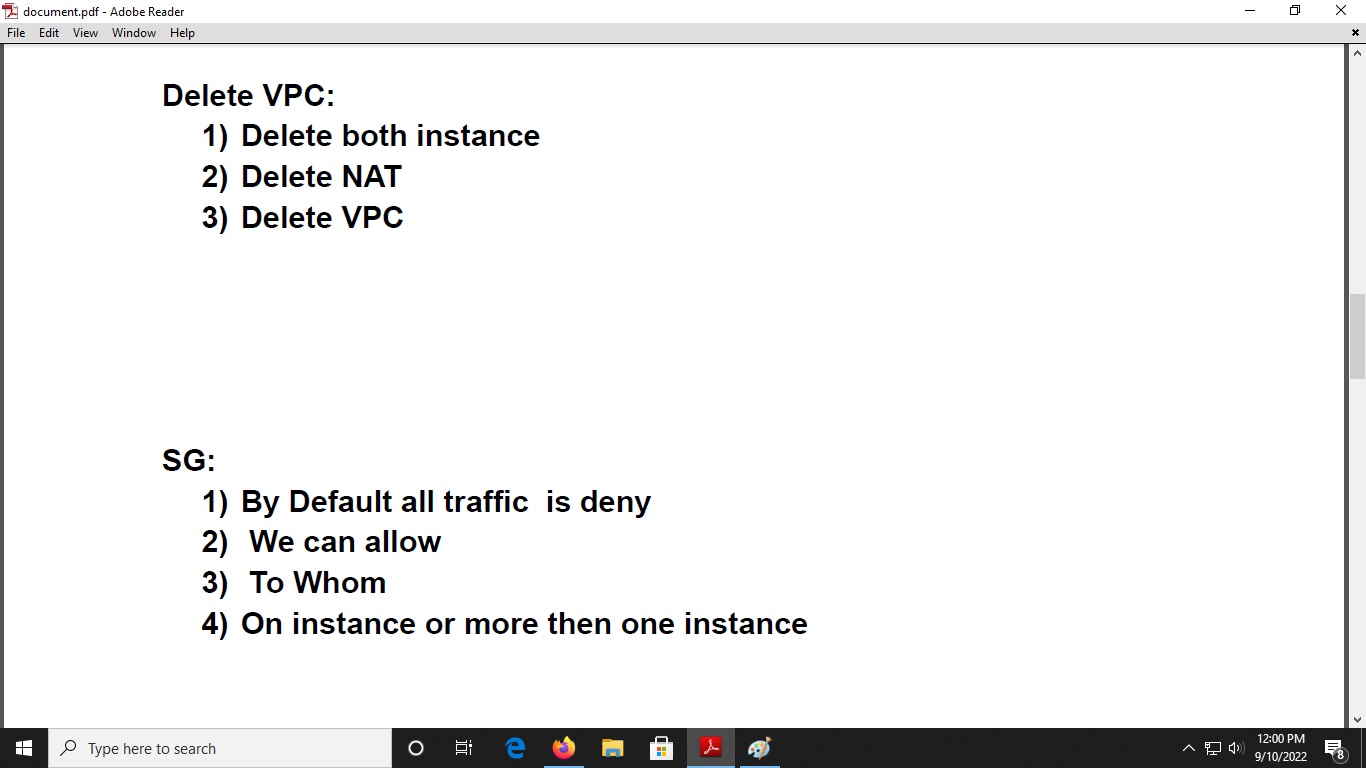 document.pdf - Adobe Reader
File Edit View Window Help
Delete VPC:
1) Delete both instance
2) Delete NAT
3) Delete VPC
SG:
1) By Default all traffic  is deny
2)  We can allow
3)  To Whom
4) On instance or more then one instance
Type here to search
12:00 PM
9/10/2022
8